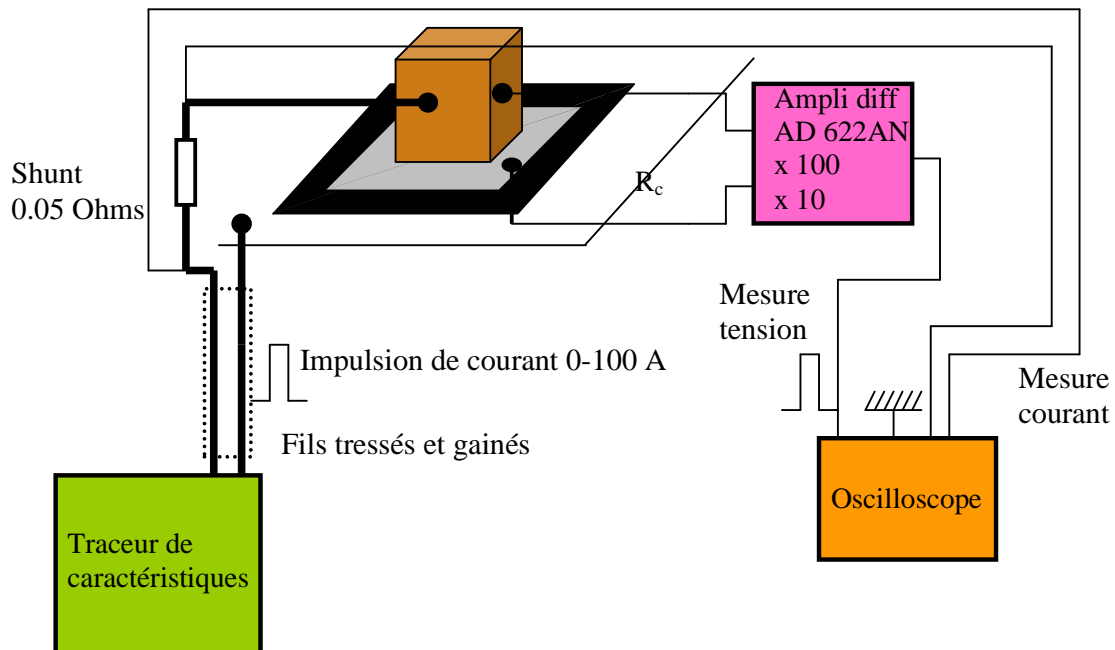 Ampli diff
AD 622AN
x 100
x 10
Shunt
0.05 Ohms
Rc
Mesure
tension
Impulsion de courant 0-100 A
Mesure
courant
Fils tressés et gainés
Oscilloscope
Traceur de
caractéristiques